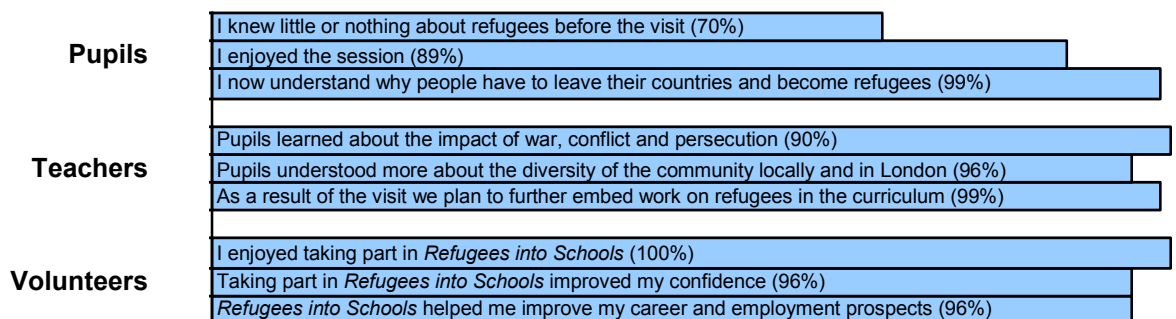 Pupils
I knew little or nothing about refugees before the visit (70%)
I enjoyed the session (89%)
I now understand why people have to leave their countries and become refugees (99%)
Teachers
Pupils learned about the impact of war, conflict and persecution (90%)
Pupils understood more about the diversity of the community locally and in London (96%)
As a result of the visit we plan to further embed work on refugees in the curriculum (99%)
Volunteers
I enjoyed taking part in Refugees into Schools (100%)
Taking part in Refugees into Schools improved my confidence (96%)
Refugees into Schools helped me improve my career and employment prospects (96%)